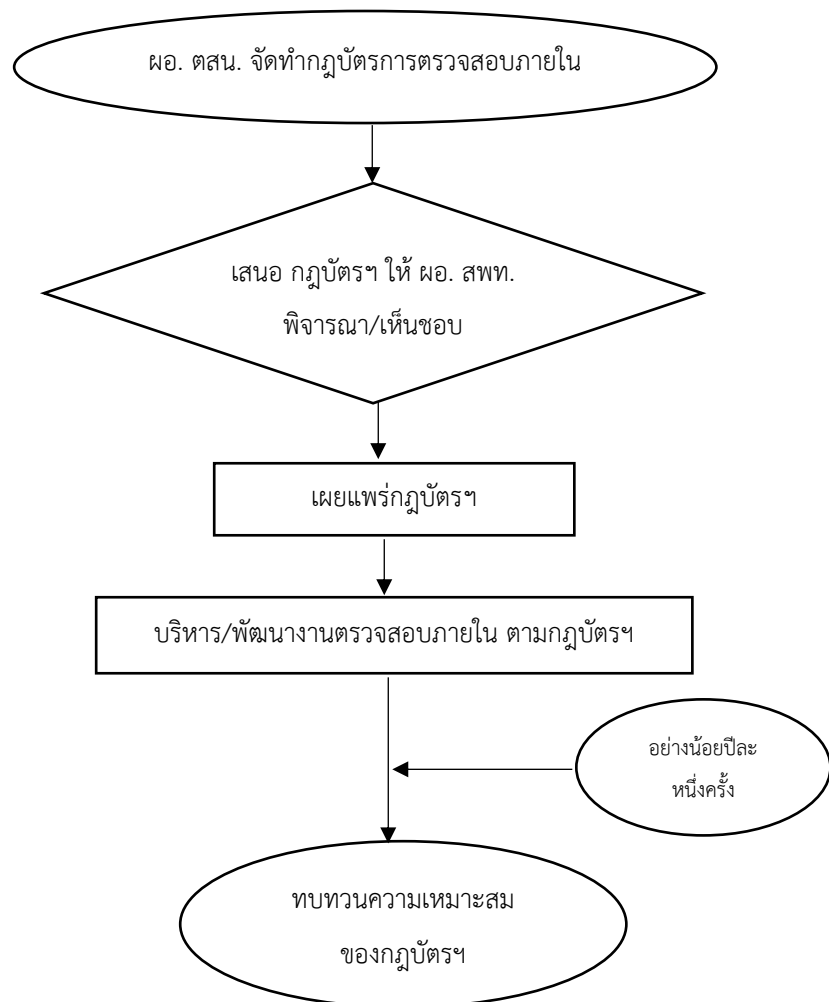 ผอ. ตสน. จัดทำกฎบัตรการตรวจสอบภายใน
เสนอ กฎบัตรฯ ให้ ผอ. สพท.
พิจารณา/เห็นชอบ
เผยแพร่กฎบัตรฯ
บริหาร/พัฒนางานตรวจสอบภายใน ตามกฎบัตรฯ
อย่างน้อยปีละ
หนึ่งครั้ง
ทบทวนความเหมาะสม
ของกฎบัตรฯ